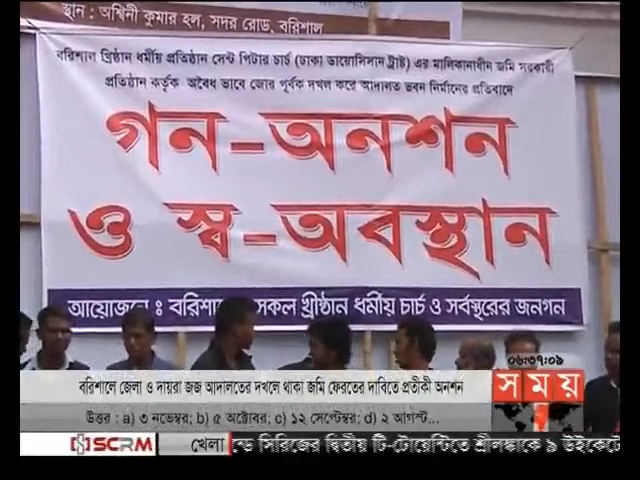 স্থান : অশ্বিনী কুমার হল, সদর রোড, বরিশাল
বরিশাল খ্রিষ্টান ধর্মীয় প্রতিষ্ঠান সেন্ট পিটার চার্চ (ঢাকা ডায়োসিসান ট্রাষ্ট) এর মালিকানাধীন জমি সরকারী
প্রতিষ্ঠান কর্তৃক অবৈধ ভাবে জোর পূর্বক দখল করে আদালত ভবন নির্মানের প্রতিবাদে
গন-অনশন
ও স্ব-অবস্থান
আয়োজনে : বরিশাল সকল খ্রীষ্টান ধর্মীয় চার্চ ও সর্বস্থরের জনগন
০৬:৩৭:০৯
বরিশালে জেলা ও দায়রা জজ আদালতের দখলে থাকা জমি ফেরতের দাবিতে প্রতীকী অনশন
সময়
উত্তর : a) ৩ নভেম্বর; b) ৫ অক্টোবর; c) ১২ সেপ্টেম্বর; d) ২ আগস্ট...
SCRM খেলা ন্ড সিরিজের দ্বিতীয় টি-টোয়েন্টিতে শ্রীলঙ্কাকে ৯ উইকেটে